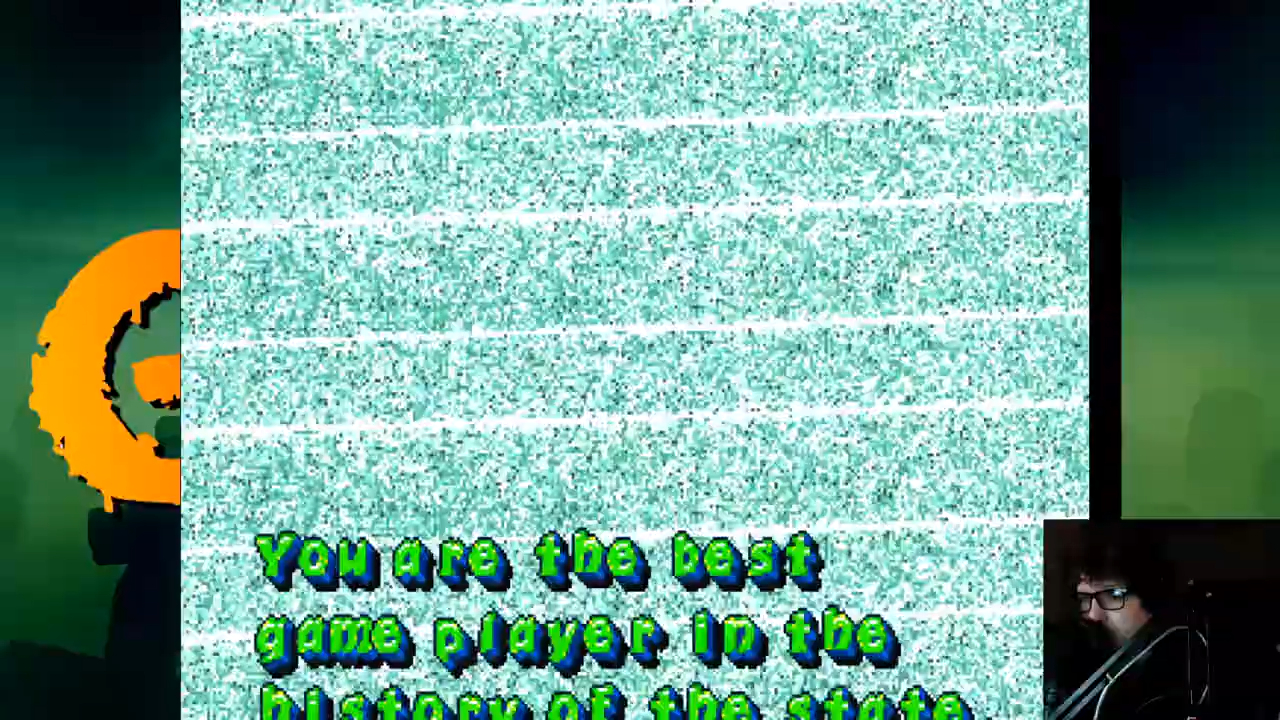 You are the best
game player in the
history of the state